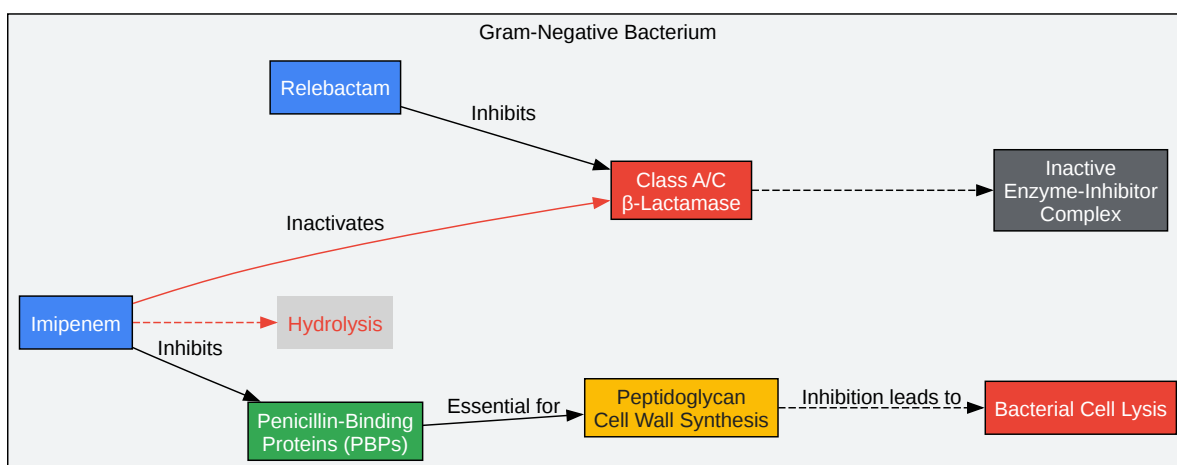 Gram-Negative Bacterium
Relebactam
Inhibits
Class A/C
β-Lactamase
Inactive
Enzyme-Inhibitor
Complex
Inactivates
Imipenem
Hydrolysis
Inhibits
Penicillin-Binding
Proteins (PBPs)
Essential for
Peptidoglycan
Cell Wall Synthesis
Inhibition leads to
Bacterial Cell Lysis